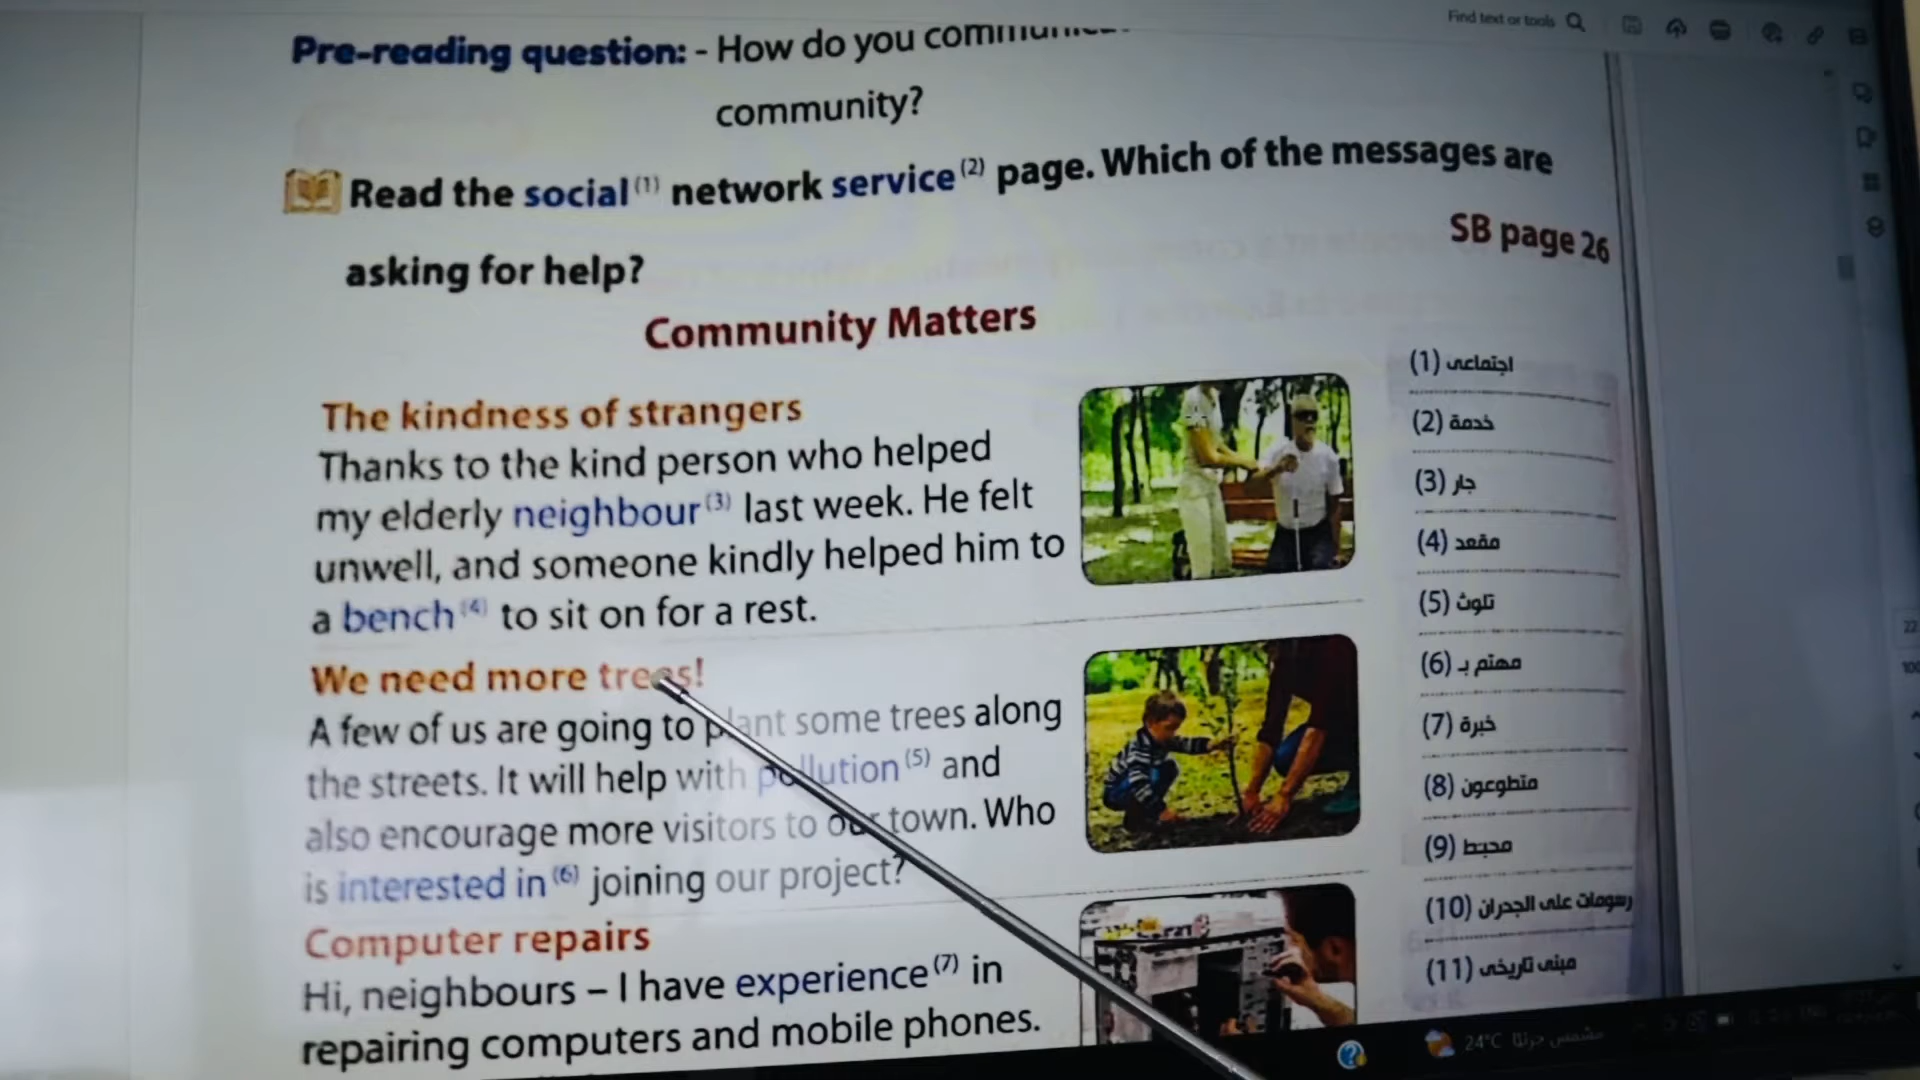 Find text or tools
Pre-reading question: - How do you
community?
Read the social(1) network service(2) page. Which of the messages are
SB page 26
asking for help?
Community Matters
The kindness of strangers
Thanks to the kind person who helped
my elderly neighbour(3) last week. He felt
unwell, and someone kindly helped him to
a bench(4) to sit on for a rest.
We need more trees!
A few of us are going to plant some trees along
the streets. It will help with pollution(5) and
also encourage more visitors to our town. Who
is interested in(6) joining our project?
Computer repairs
Hi, neighbours – I have experience(7) in
repairing computers and mobile phones.
(1) اجتماعى
(2) خدمة
(3) جار
(4) مقعد
(5) تلوث
(6) مهتم بـ
(7) خبرة
(8) متطوعون
(9) محبط
(10) رسومات على الجدران
(11) مبنى تاريخى
22
24°C مشمس جزئيًا